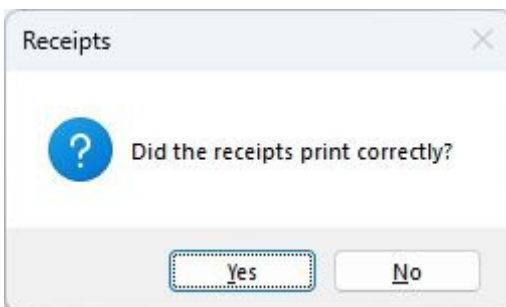 Receipts
Did the receipts print correctly?
Yes
No